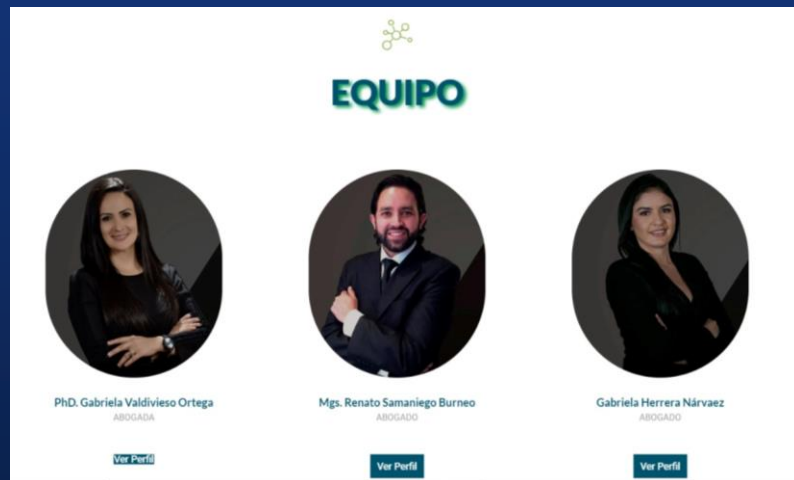 EQUIPO
PhD. Gabriela Valdivieso Ortega
ABOGADA
Ver Perfil
Mgs. Renato Samaniego Burneo
ABOGADO
Ver Perfil
Gabriela Herrera Nárvaez
ABOGADO
Ver Perfil